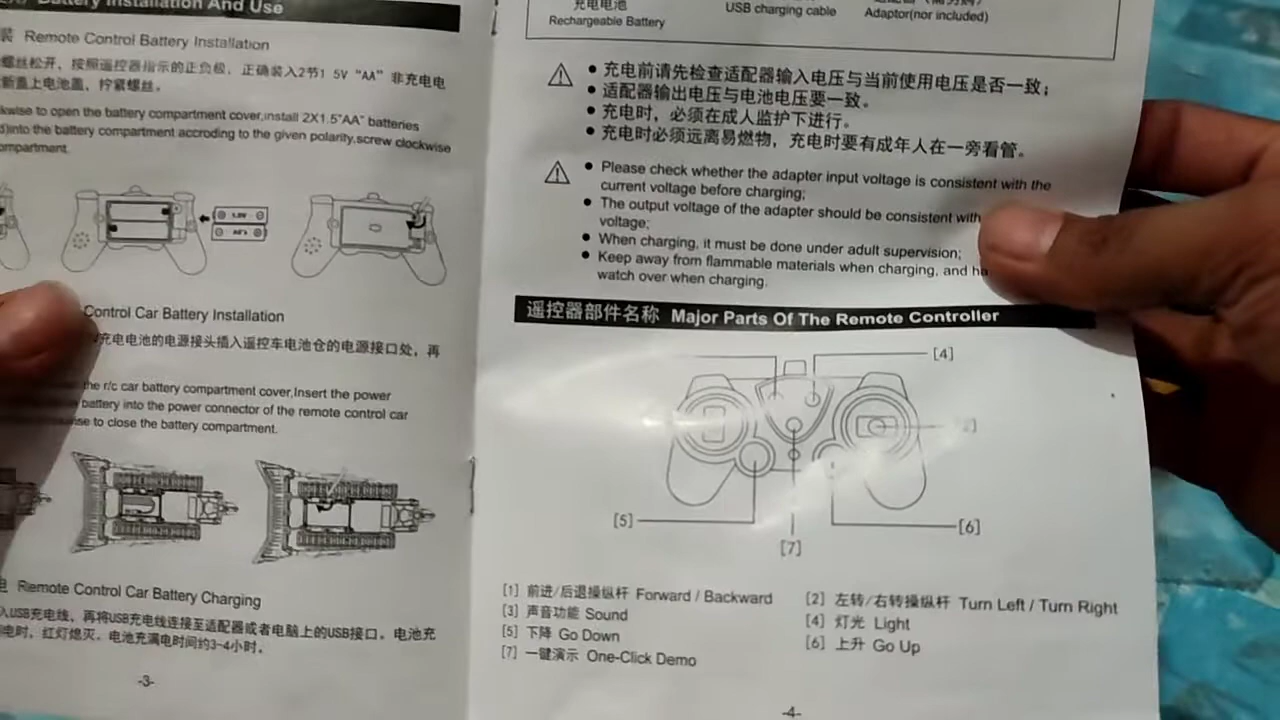 Battery Installation And Use
装 Remote Control Battery Installation
螺丝松开，按照遥控器指示的正负极，正确装入2节1 5V “AA” 非充电电
新盖上电池盖，拧紧螺丝。
kwise to open the battery compartment cover,install 2X1.5"AA" batteries
)into the battery compartment accroding to the given polarity,screw clockwise
ompartment.
1.5V
Control Car Battery Installation
充电电池的电源接头插入遥控车电池仓的电源接口处，再
the r/c car battery compartment cover,Insert the power
battery into the power connector of the remote control car
to close the battery compartment.
电 Remote Control Car Battery Charging
入USB充电线，再将USB充电线连接至适配器或者电脑上的USB接口。电池充
电时，红灯熄灭。电池充满电时间约3-4小时。
-3-
充电电池
Rechargeable Battery
USB charging cable
Adaptor(nor included)
● 充电前请先检查适配器输入电压与当前使用电压是否一致；
● 适配器输出电压与电池电压要一致。
● 充电时，必须在成人监护下进行。
● 充电时必须远离易燃物，充电时要有成年人在一旁看管。
● Please check whether the adapter input voltage is consistent with the
current voltage before charging;
● The output voltage of the adapter should be consistent with
voltage;
● When charging, it must be done under adult supervision;
● Keep away from flammable materials when charging, and ha
watch over when charging.
遥控器部件名称 Major Parts Of The Remote Controller
[4]
2]
[5]
[6]
[7]
[1] 前进/后退操纵杆 Forward / Backward
[2] 左转/右转操纵杆 Turn Left / Turn Right
[3] 声音功能 Sound
[4] 灯光 Light
[5] 下降 Go Down
[6] 上升 Go Up
[7] 一键演示 One-Click Demo
-4-